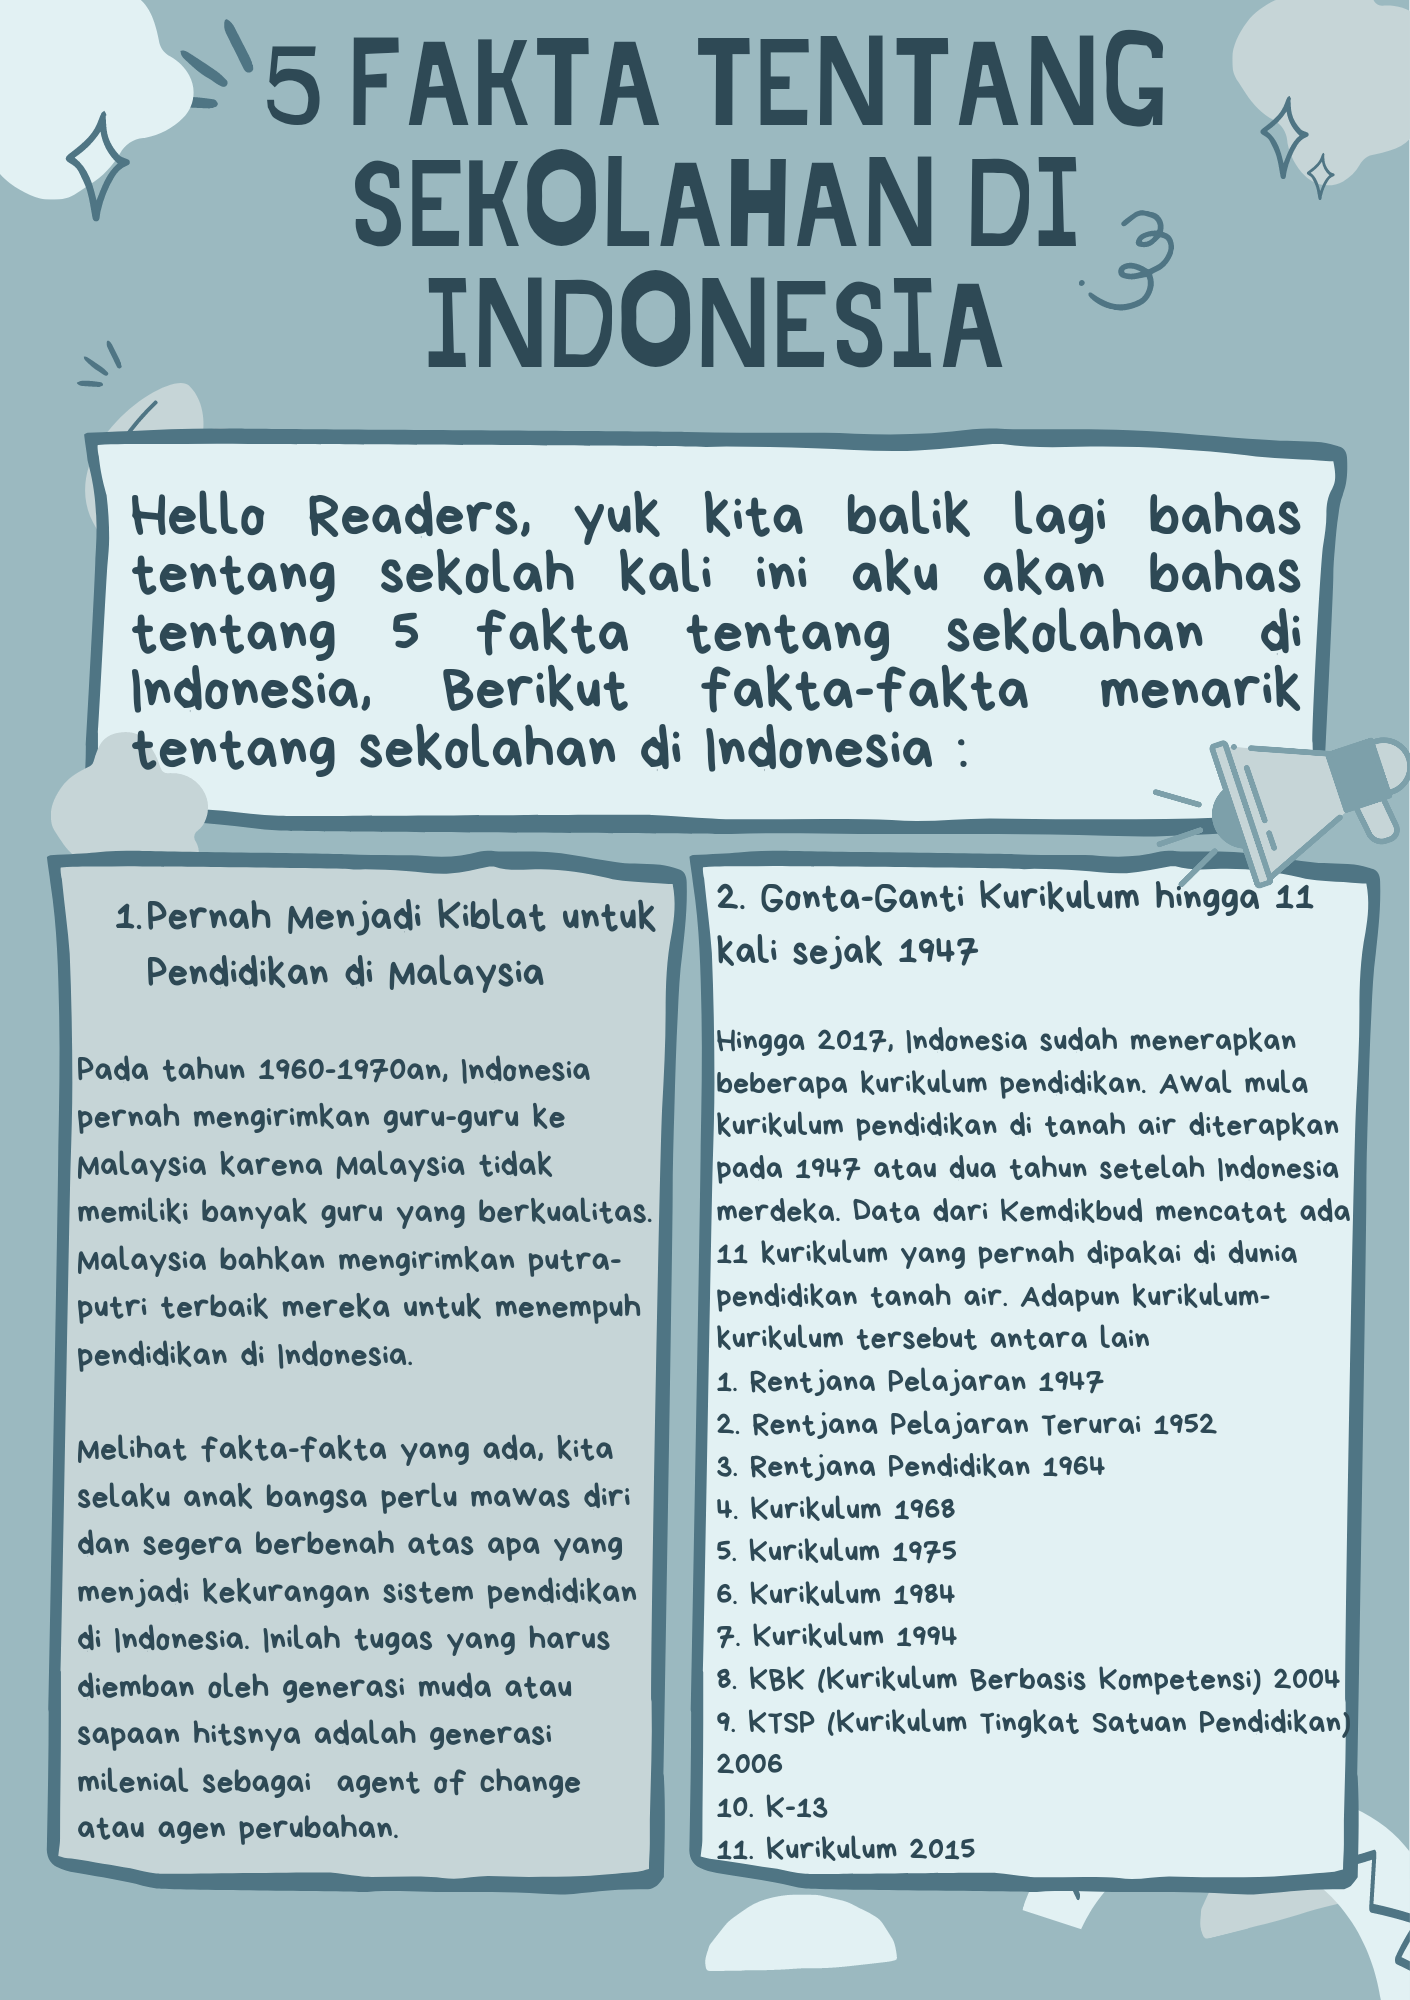 5 FAKTA TENTANG
SEKOLAHAN DI
INDONESIA
Hello Readers, yuk kita balik lagi bahas
tentang sekolah kali ini aku akan bahas
tentang 5 fakta tentang sekolahan di
Indonesia, Berikut fakta-fakta menarik
tentang sekolahan di Indonesia :
1. Pernah Menjadi Kiblat untuk
Pendidikan di Malaysia
Pada tahun 1960-1970an, Indonesia
pernah mengirimkan guru-guru ke
Malaysia karena Malaysia tidak
memiliki banyak guru yang berkualitas.
Malaysia bahkan mengirimkan putra-
putri terbaik mereka untuk menempuh
pendidikan di Indonesia.
Melihat fakta-fakta yang ada, kita
selaku anak bangsa perlu mawas diri
dan segera berbenah atas apa yang
menjadi kekurangan sistem pendidikan
di Indonesia. Inilah tugas yang harus
diemban oleh generasi muda atau
sapaan hitsnya adalah generasi
milenial sebagai agent of change
atau agen perubahan.
2. Gonta-Ganti Kurikulum hingga 11
kali sejak 1947
Hingga 2017, Indonesia sudah menerapkan
beberapa kurikulum pendidikan. Awal mula
kurikulum pendidikan di tanah air diterapkan
pada 1947 atau dua tahun setelah Indonesia
merdeka. Data dari Kemdikbud mencatat ada
11 kurikulum yang pernah dipakai di dunia
pendidikan tanah air. Adapun kurikulum-
kurikulum tersebut antara lain
1. Rentjana Pelajaran 1947
2. Rentjana Pelajaran Terurai 1952
3. Rentjana Pendidikan 1964
4. Kurikulum 1968
5. Kurikulum 1975
6. Kurikulum 1984
7. Kurikulum 1994
8. KBK (Kurikulum Berbasis Kompetensi) 2004
9. KTSP (Kurikulum Tingkat Satuan Pendidikan)
2006
10. K-13
11. Kurikulum 2015